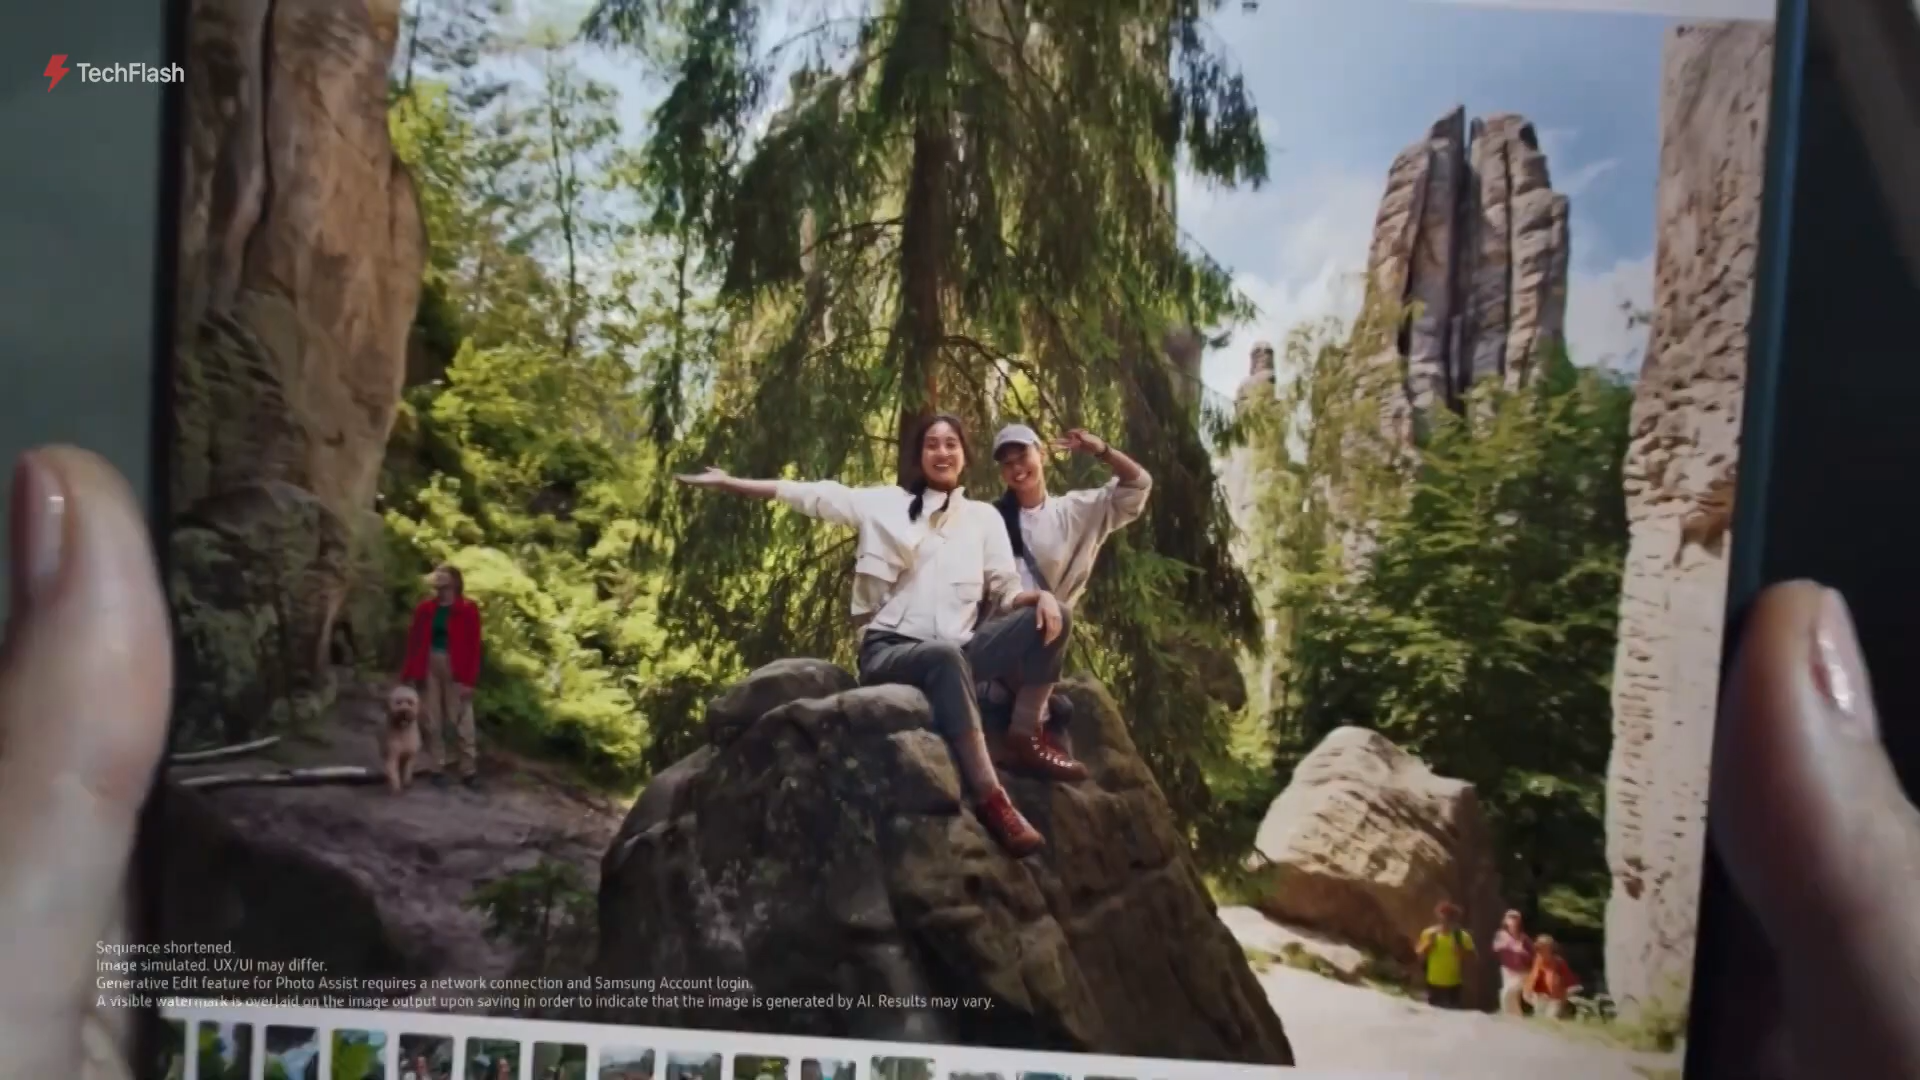 TechFlash
Sequence shortened.
Image simulated. UX/UI may differ.
Generative Edit feature for Photo Assist requires a network connection and Samsung Account login.
A visible watermark is overlaid on the image output upon saving in order to indicate that the image is generated by AI. Results may vary.